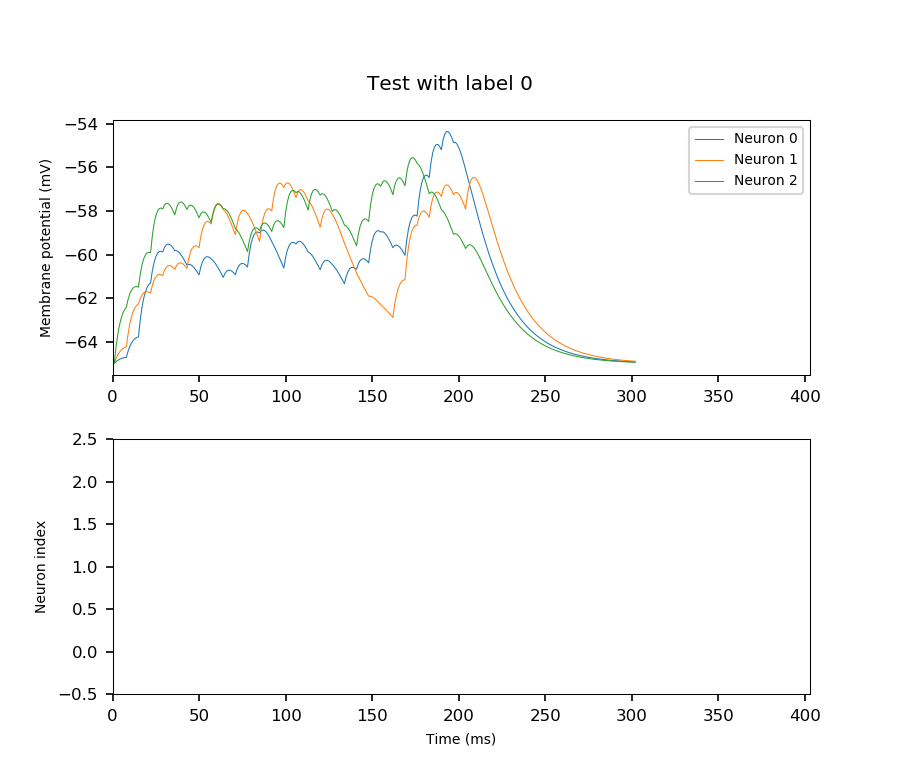 Test with label 0
Membrane potential (mV)
−54
−56
−58
−60
−62
−64
Neuron 0
Neuron 1
Neuron 2
0 50 100 150 200 250 300 350 400
Neuron index
2.5
2.0
1.5
1.0
0.5
0.0
−0.5
0 50 100 150 200 250 300 350 400
Time (ms)